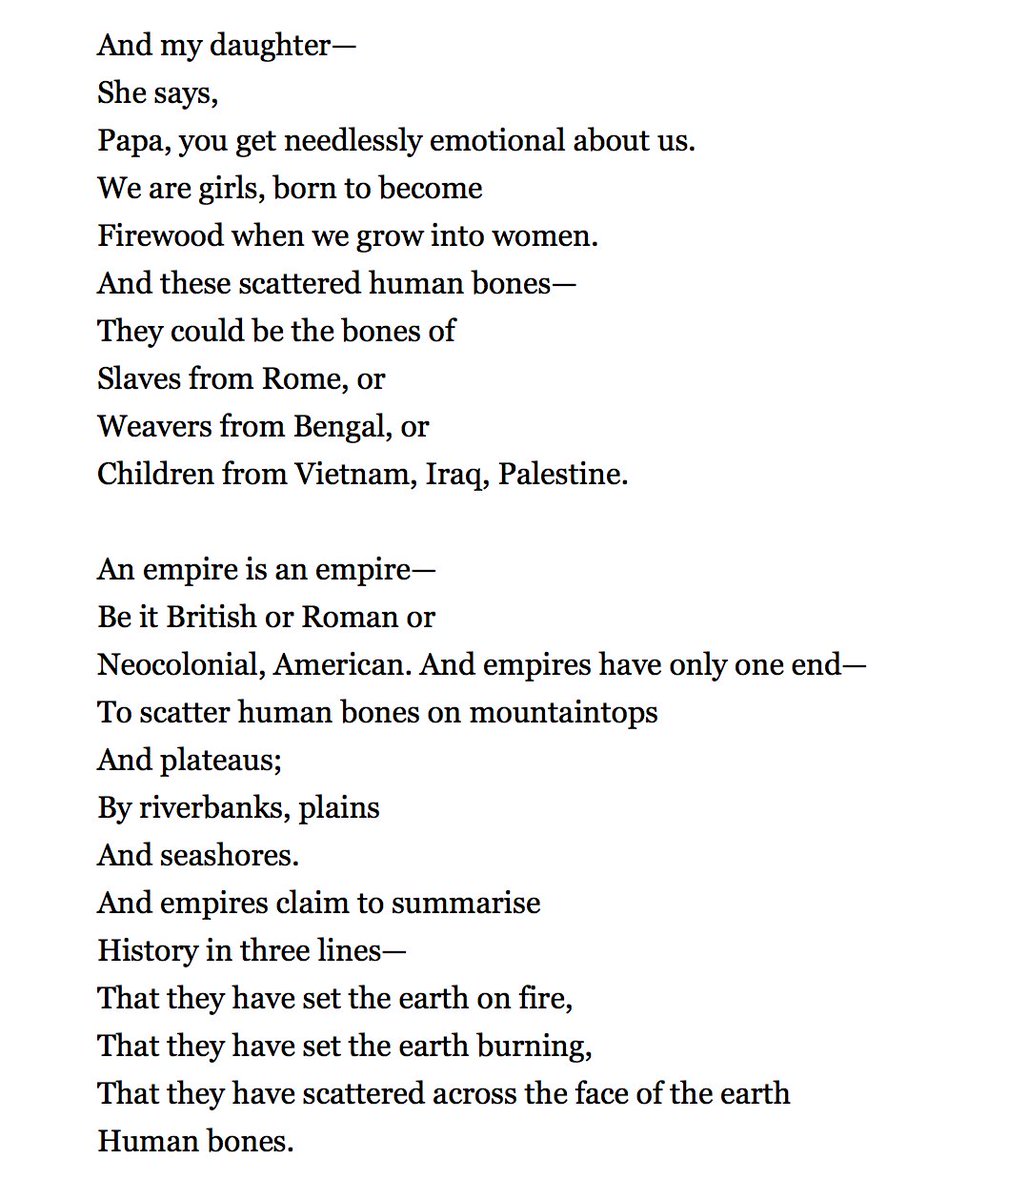 And my daughter—
She says,
Papa, you get needlessly emotional about us.
We are girls, born to become
Firewood when we grow into women.
And these scattered human bones—
They could be the bones of
Slaves from Rome, or
Weavers from Bengal, or
Children from Vietnam, Iraq, Palestine.
An empire is an empire—
Be it British or Roman or
Neocolonial, American. And empires have only one end—
To scatter human bones on mountaintops
And plateaus;
By riverbanks, plains
And seashores.
And empires claim to summarise
History in three lines—
That they have set the earth on fire,
That they have set the earth burning,
That they have scattered across the face of the earth
Human bones.